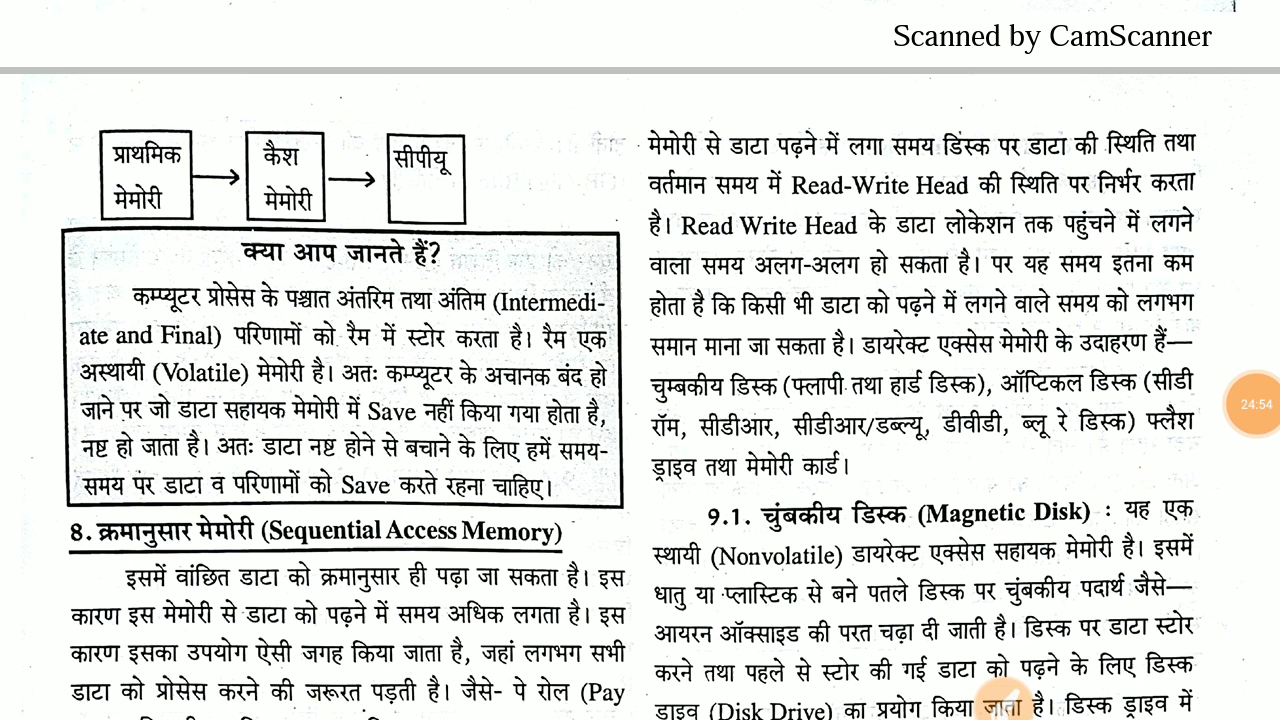 Scanned by CamScanner
प्राथमिक
मेमोरी
कैश
मेमोरी
सीपीयू
क्या आप जानते हैं?
कम्प्यूटर प्रोसेस के पश्चात अंतरिम तथा अंतिम (Intermedi-
ate and Final) परिणामों को रैम में स्टोर करता है। रैम एक
अस्थायी (Volatile) मेमोरी है। अतः कम्प्यूटर के अचानक बंद हो
जाने पर जो डाटा सहायक मेमोरी में Save नहीं किया गया होता है,
नष्ट हो जाता है। अतः डाटा नष्ट होने से बचाने के लिए हमें समय-
समय पर डाटा व परिणामों को Save करते रहना चाहिए।
8. क्रमानुसार मेमोरी (Sequential Access Memory)
इसमें वांछित डाटा को क्रमानुसार ही पढ़ा जा सकता है। इस
कारण इस मेमोरी से डाटा को पढ़ने में समय अधिक लगता है। इस
कारण इसका उपयोग ऐसी जगह किया जाता है, जहां लगभग सभी
डाटा को प्रोसेस करने की जरूरत पड़ती है। जैसे- पे रोल (Pay
मेमोरी से डाटा पढ़ने में लगा समय डिस्क पर डाटा की स्थिति तथा
वर्तमान समय में Read-Write Head की स्थिति पर निर्भर करता
है। Read Write Head के डाटा लोकेशन तक पहुंचने में लगने
वाला समय अलग-अलग हो सकता है। पर यह समय इतना कम
होता है कि किसी भी डाटा को पढ़ने में लगने वाले समय को लगभग
समान माना जा सकता है। डायरेक्ट एक्सेस मेमोरी के उदाहरण हैं—
चुम्बकीय डिस्क (फ्लापी तथा हार्ड डिस्क), ऑप्टिकल डिस्क (सीडी
रॉम, सीडीआर, सीडीआर/डब्ल्यू, डीवीडी, ब्लू रे डिस्क) फ्लैश
ड्राइव तथा मेमोरी कार्ड।
9.1. चुंबकीय डिस्क (Magnetic Disk) : यह एक
स्थायी (Nonvolatile) डायरेक्ट एक्सेस सहायक मेमोरी है। इसमें
धातु या प्लास्टिक से बने पतले डिस्क पर चुंबकीय पदार्थ जैसे—
आयरन ऑक्साइड की परत चढ़ा दी जाती है। डिस्क पर डाटा स्टोर
करने तथा पहले से स्टोर की गई डाटा को पढ़ने के लिए डिस्क
ड्राइव (Disk Drive) का प्रयोग किया जाता है। डिस्क ड्राइव में
24:54